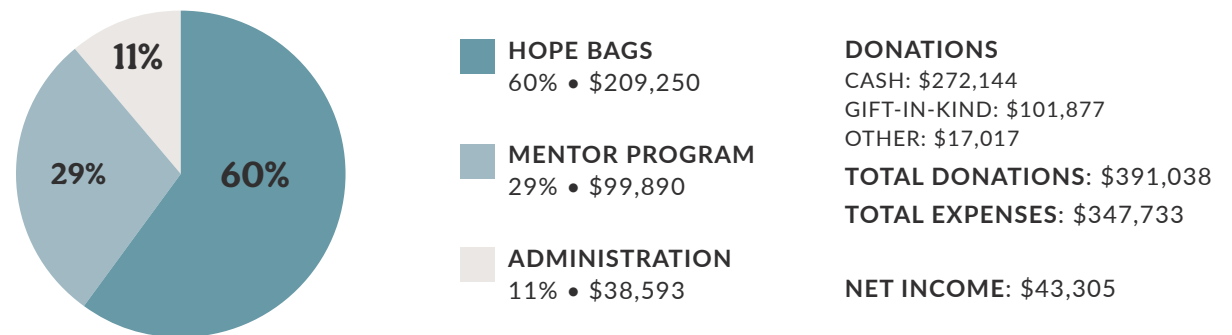 11%
29%
60%
HOPE BAGS
60% • $209,250
MENTOR PROGRAM
29% • $99,890
ADMINISTRATION
11% • $38,593
DONATIONS
CASH: $272,144
GIFT-IN-KIND: $101,877
OTHER: $17,017
TOTAL DONATIONS: $391,038
TOTAL EXPENSES: $347,733
NET INCOME: $43,305